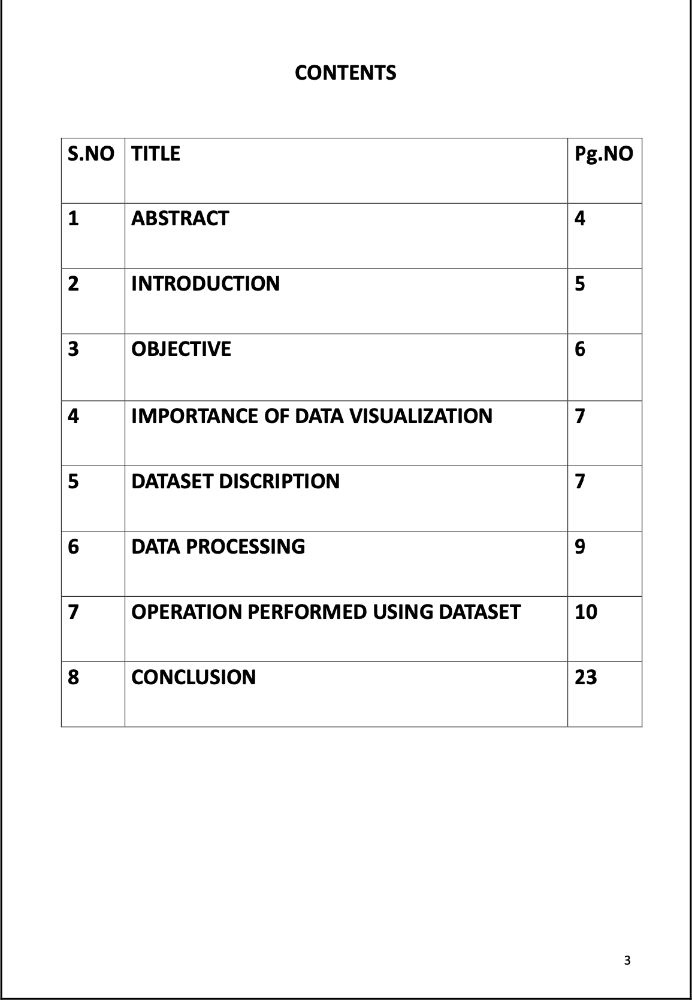 CONTENTS
S.NO TITLE Pg.NO
1 ABSTRACT 4
2 INTRODUCTION 5
3 OBJECTIVE 6
4 IMPORTANCE OF DATA VISUALIZATION 7
5 DATASET DISCRIPTION 7
6 DATA PROCESSING 9
7 OPERATION PERFORMED USING DATASET 10
8 CONCLUSION 23
3